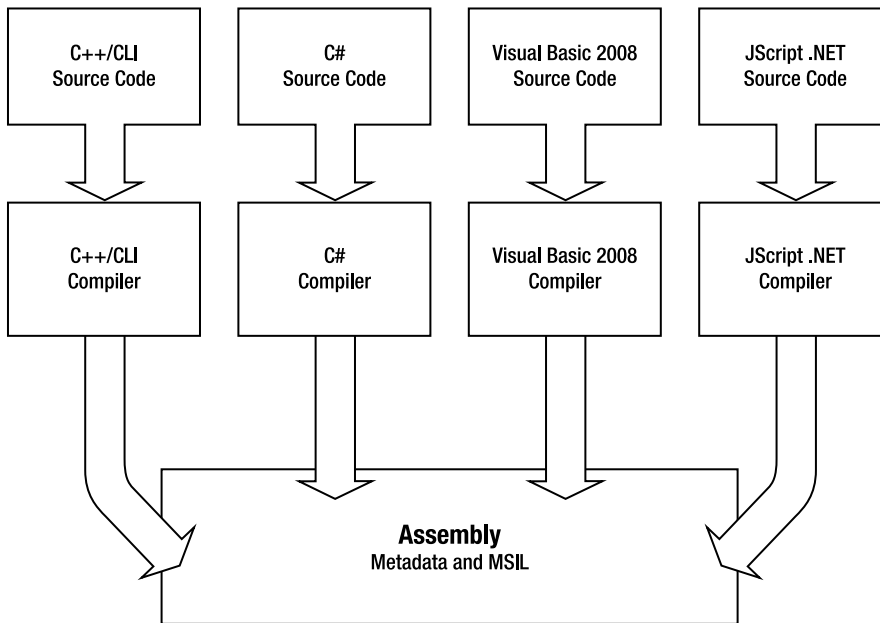 C++/CLI
Source Code
C#
Source Code
Visual Basic 2008
Source Code
JScript .NET
Source Code
C++/CLI
Compiler
C#
Compiler
Visual Basic 2008
Compiler
JScript .NET
Compiler
Assembly
Metadata and MSIL